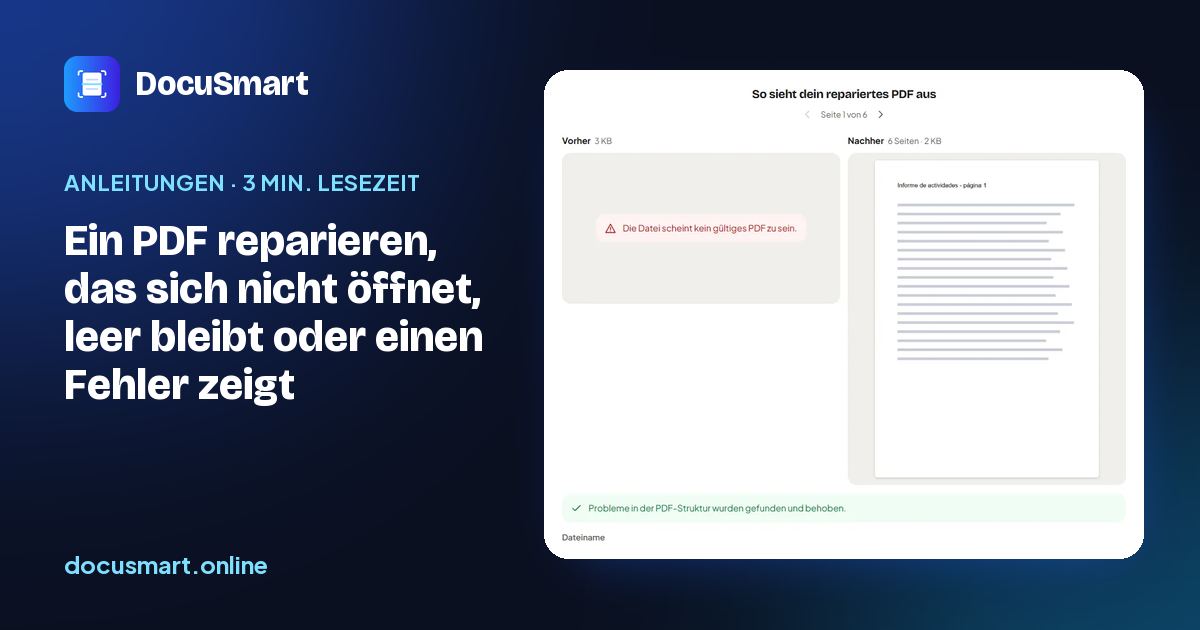 DocuSmart
ANLEITUNGEN · 3 MIN. LESEZEIT
Ein PDF reparieren,
das sich nicht öffnet,
leer bleibt oder einen
Fehler zeigt
docusmart.online
So sieht dein repariertes PDF aus
Seite 1 von 6
Vorher 3 KB
Die Datei scheint kein gültiges PDF zu sein.
Nachher 6 Seiten · 2 KB
Informe de actividades - página 1
Probleme in der PDF-Struktur wurden gefunden und behoben.
Dateiname